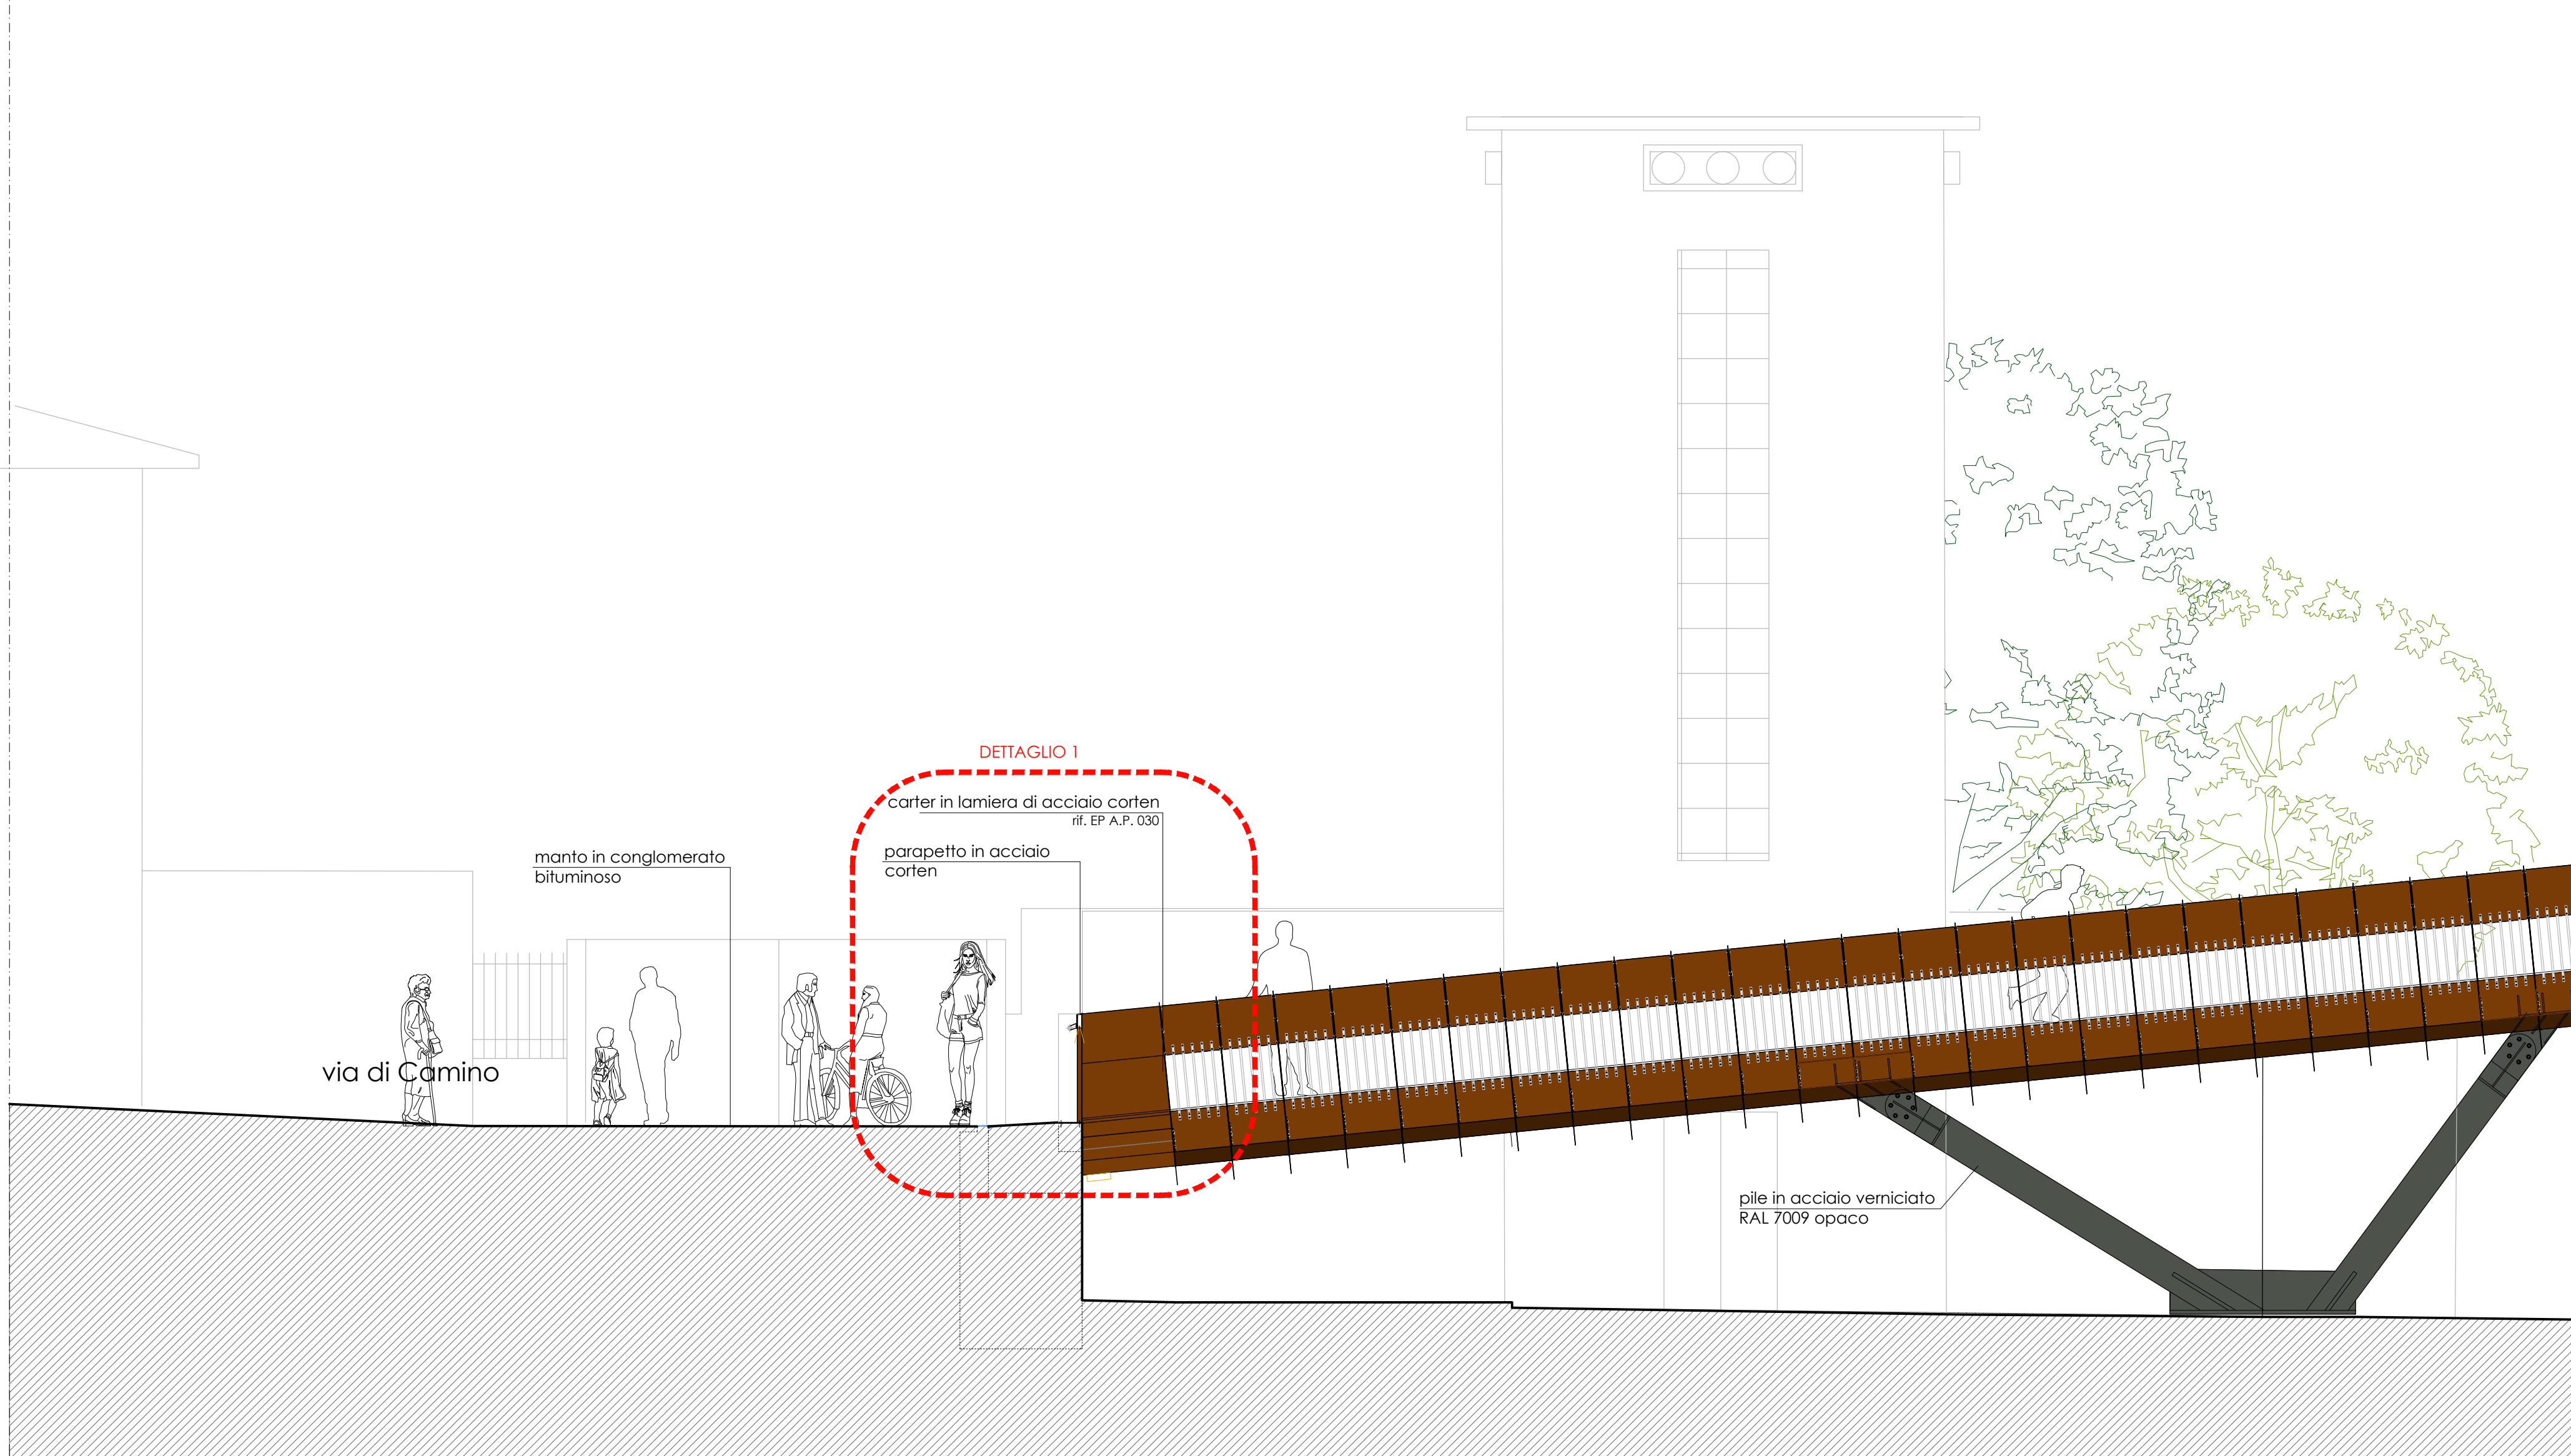 DETTAGLIO 1
carter in lamiera di acciaio corten
rif. EP A.P. 030
parapetto in acciaio
corten
manto in conglomerato
bituminoso
via di Camino
pile in acciaio verniciato
RAL 7009 opaco